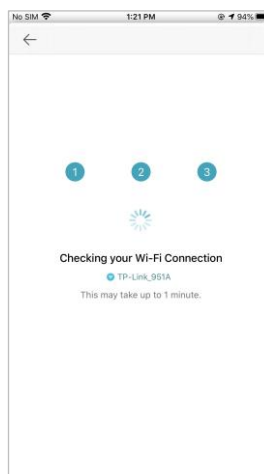 No SIM 1:21 PM 94%
1 2 3
Checking your Wi-Fi Connection
TP-Link_951A
This may take up to 1 minute.